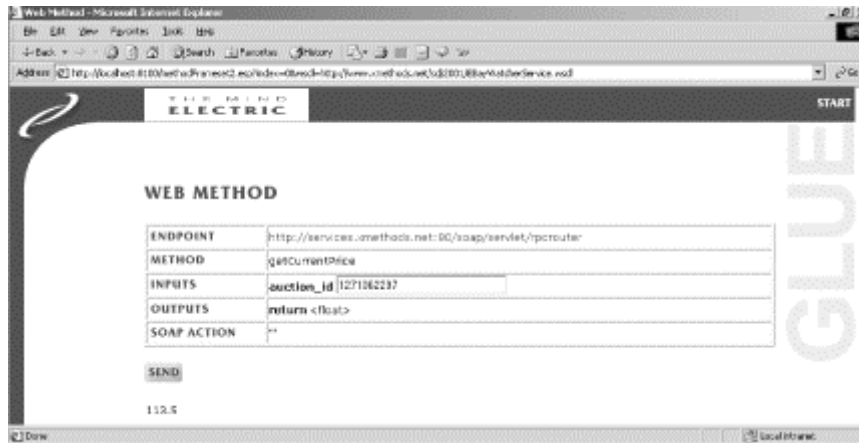 Web Method - Microsoft Internet Explorer
File Edit View Favorites Tools Help
Back Search Favorites History
Address
THE MIND
ELECTRIC
START
GLUE
WEB METHOD
ENDPOINT http://services.xmethods.net:80/soap/servlet/rpcrouter
METHOD getCurrentPrice
INPUTS auction_id
OUTPUTS return <float>
SOAP ACTION ""
SEND
113.5
Done Local intranet